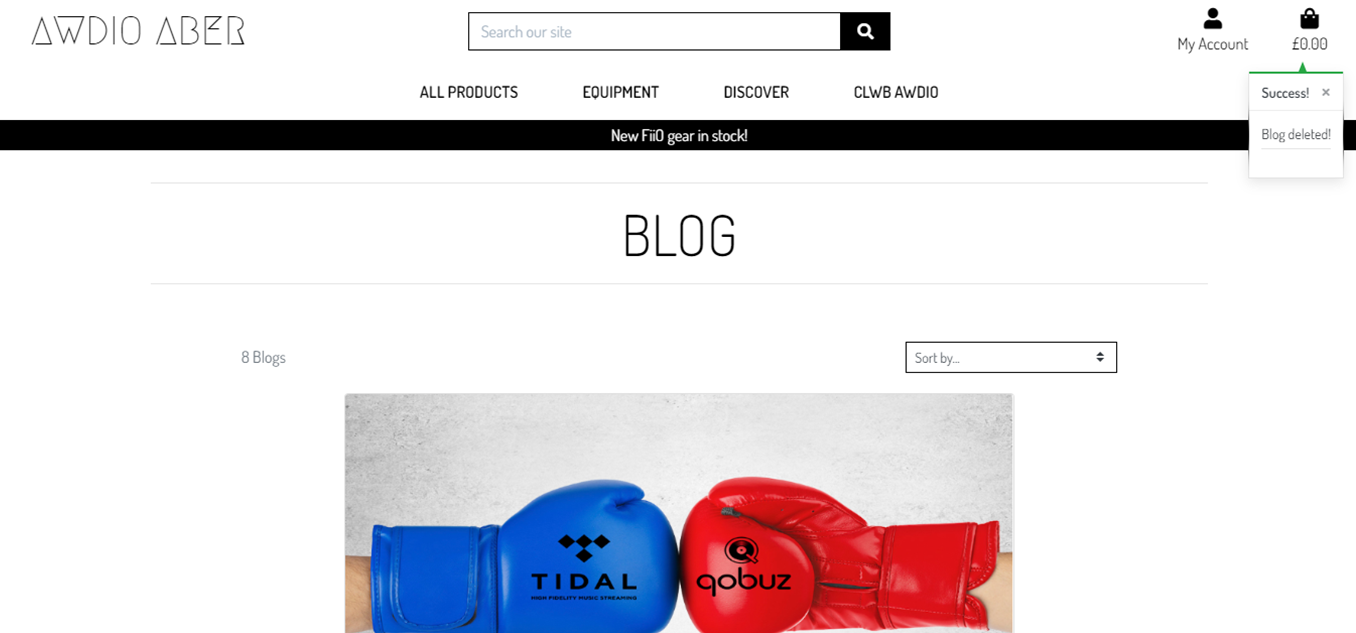 AWDIO ABER
Search our site
My Account
£0.00
ALL PRODUCTS
EQUIPMENT
DISCOVER
CLWB AWDIO
Success! ×
Blog deleted!
New FiiO gear in stock!
BLOG
8 Blogs
Sort by...
TIDAL
HIGH FIDELITY MUSIC STREAMING
qobuz